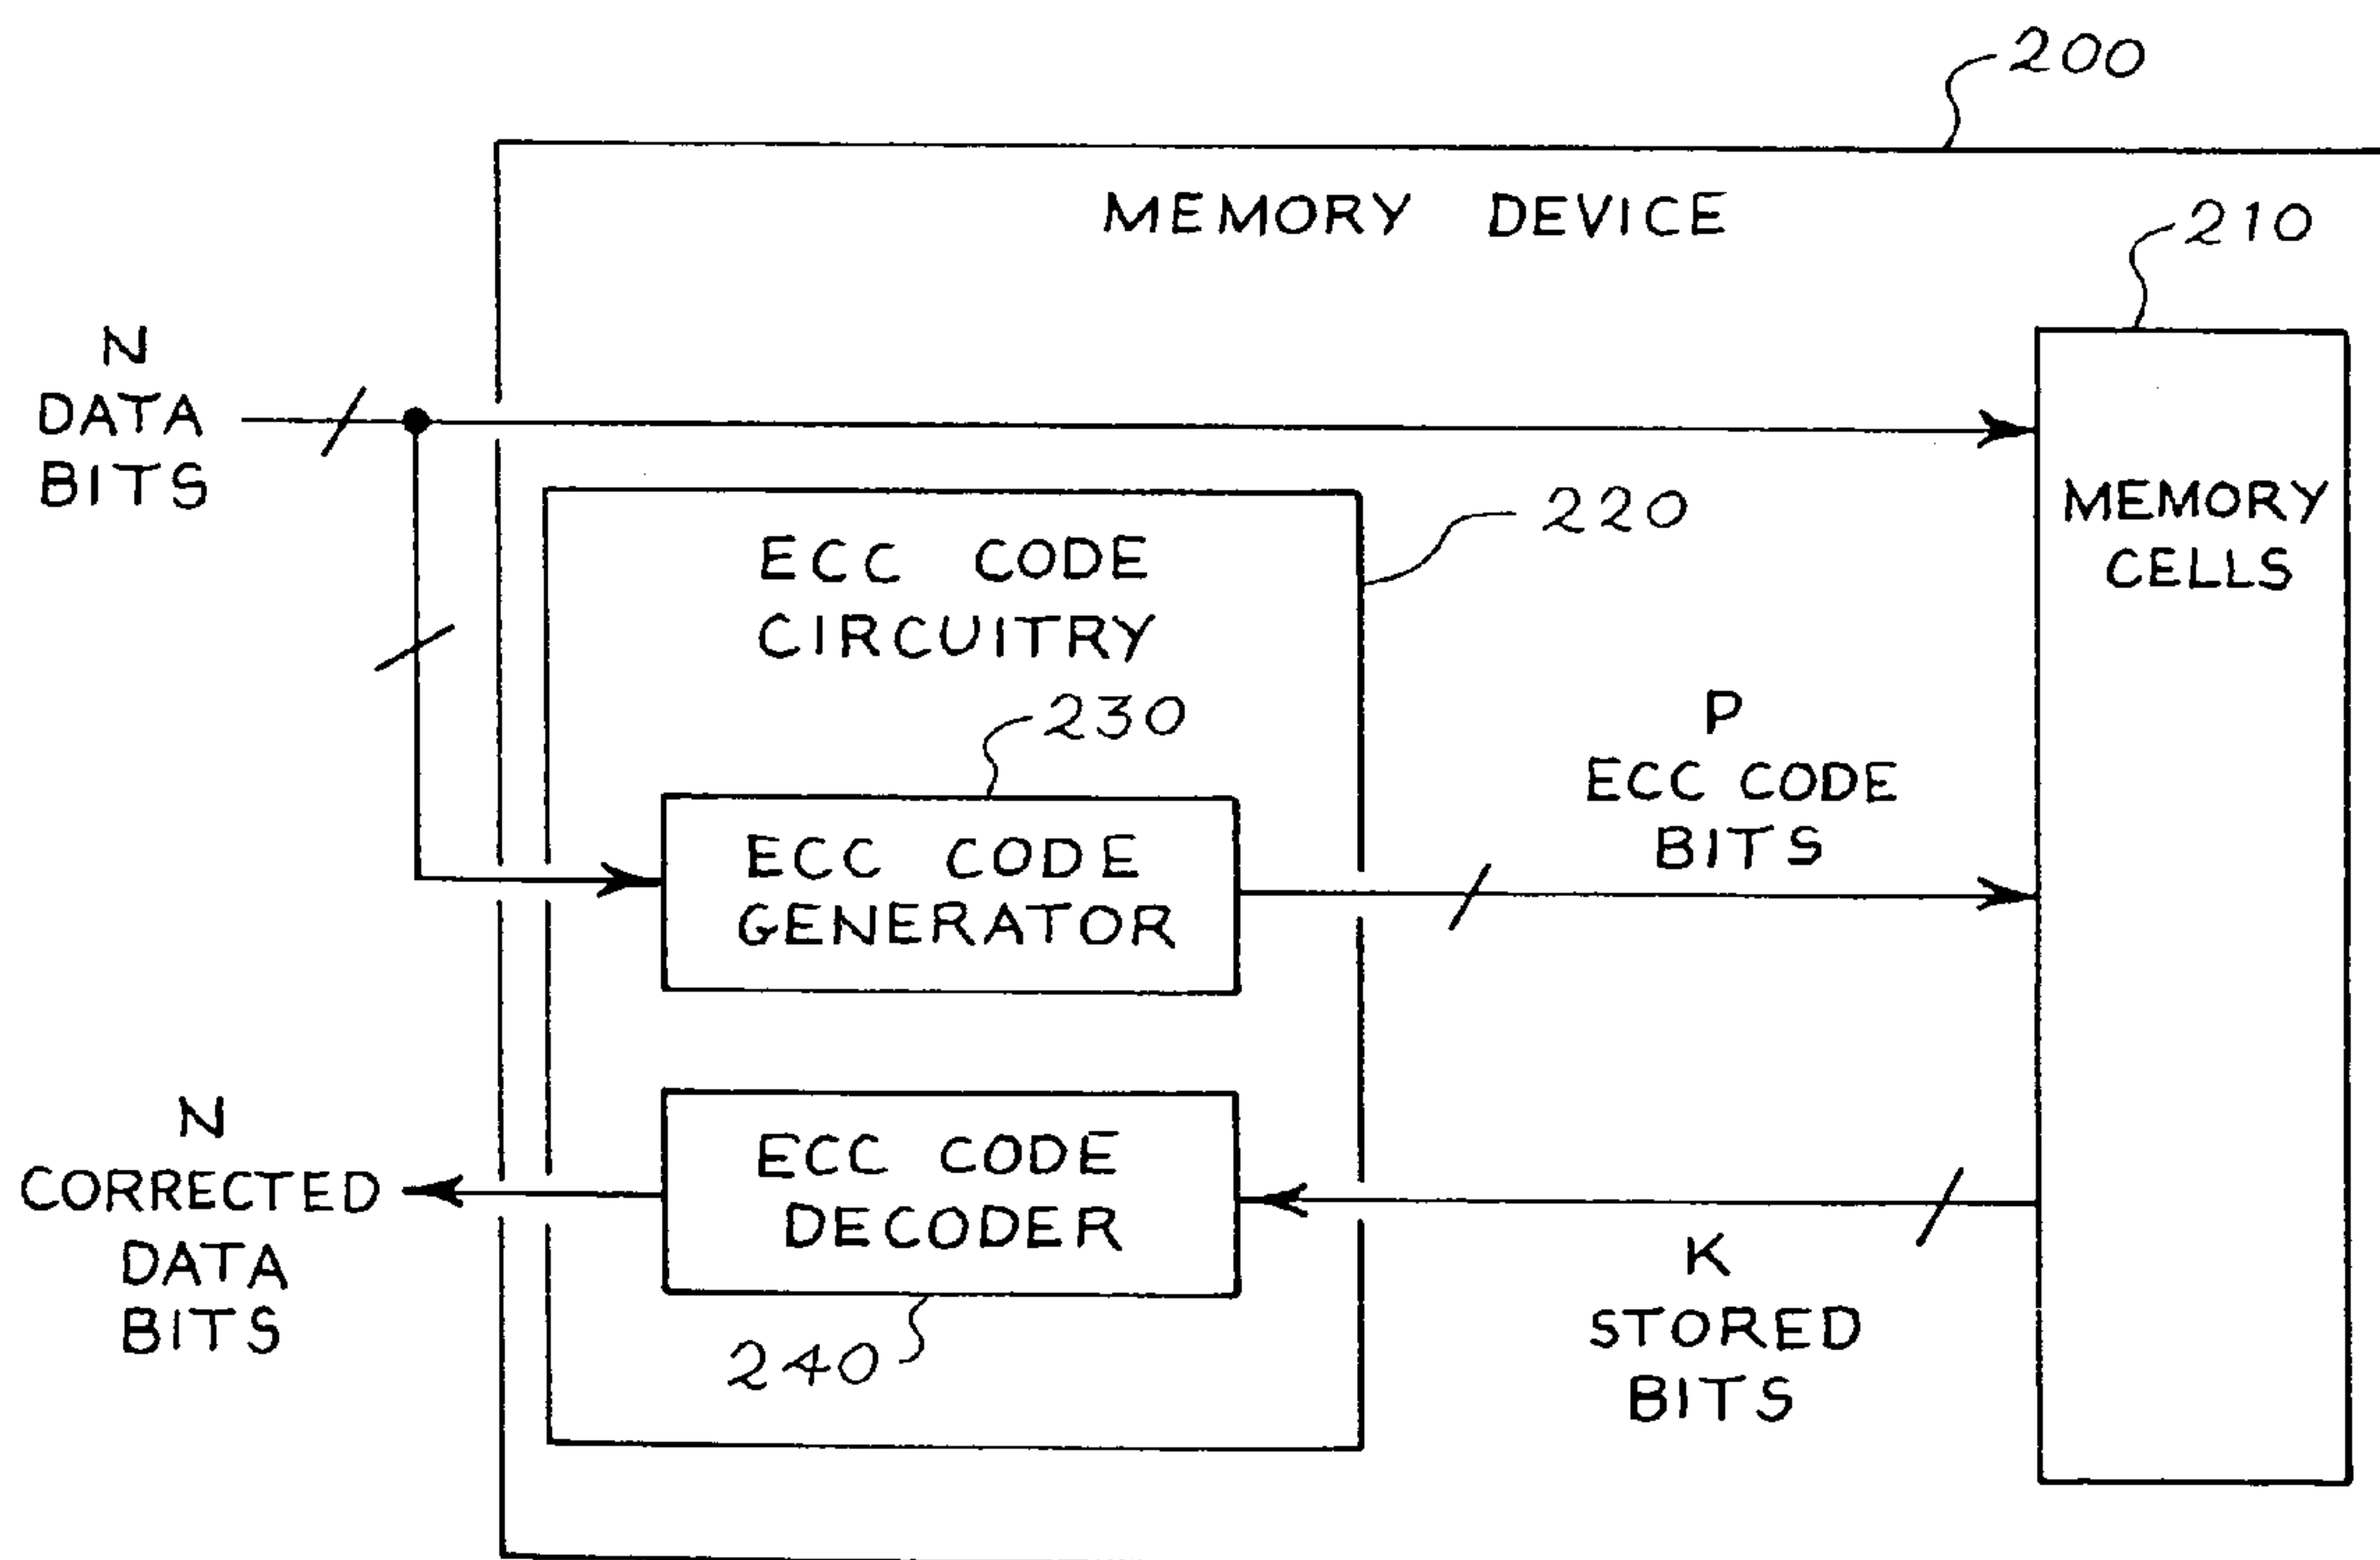 200
MEMORY DEVICE
210
N
DATA
BITS
MEMORY
CELLS
220
ECC CODE
CIRCUITRY
230
P
ECC CODE
BITS
ECC CODE
GENERATOR
N
CORRECTED
DATA
BITS
ECC CODE
DECODER
240
K
STORED
BITS